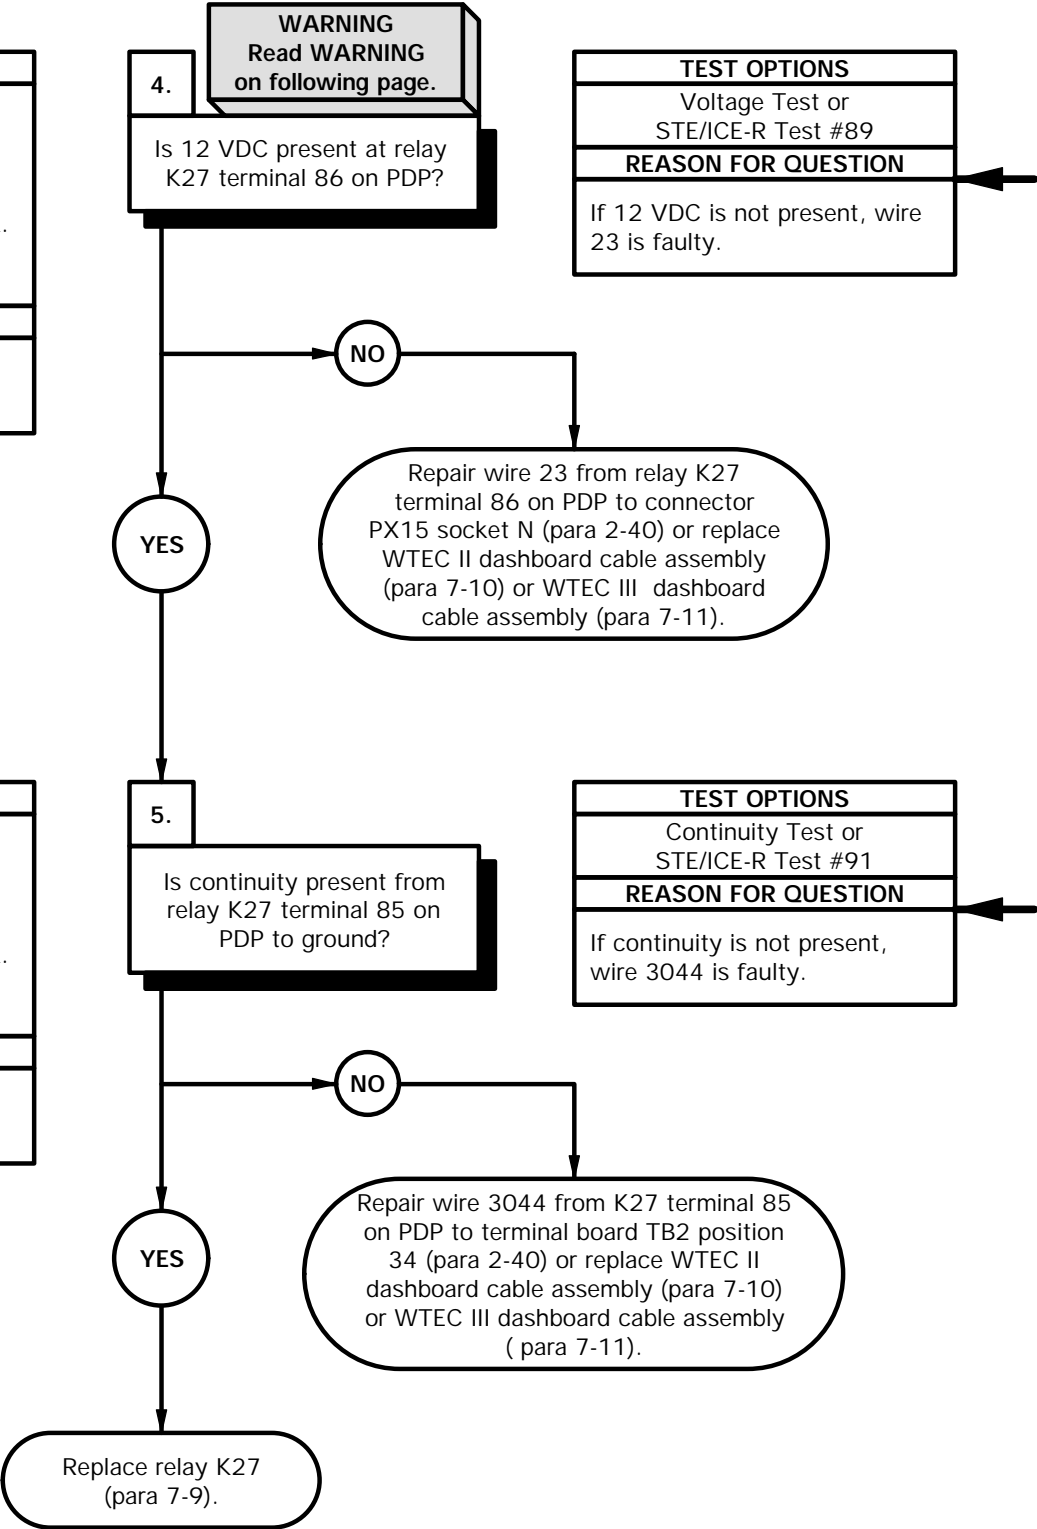 WARNING
Read WARNING
on following page.
4.
Is 12 VDC present at relay
K27 terminal 86 on PDP?
TEST OPTIONS
Voltage Test or
STE/ICE-R Test #89
REASON FOR QUESTION
If 12 VDC is not present, wire
23 is faulty.
NO
Repair wire 23 from relay K27
terminal 86 on PDP to connector
PX15 socket N (para 2-40) or replace
WTEC II dashboard cable assembly
(para 7-10) or WTEC III dashboard
cable assembly (para 7-11).
YES
5.
Is continuity present from
relay K27 terminal 85 on
PDP to ground?
TEST OPTIONS
Continuity Test or
STE/ICE-R Test #91
REASON FOR QUESTION
If continuity is not present,
wire 3044 is faulty.
NO
Repair wire 3044 from K27 terminal 85
on PDP to terminal board TB2 position
34 (para 2-40) or replace WTEC II
dashboard cable assembly (para 7-10)
or WTEC III dashboard cable assembly
( para 7-11).
YES
Replace relay K27
(para 7-9).